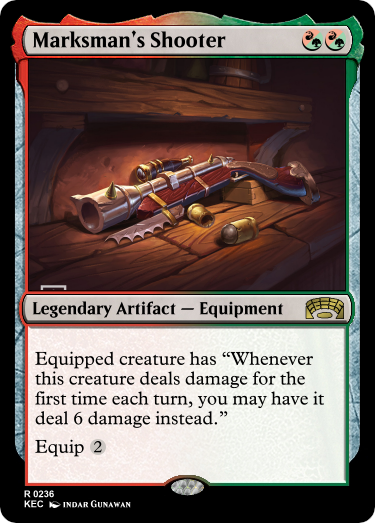 Marksman's Shooter
Legendary Artifact — Equipment
Equipped creature has “Whenever
this creature deals damage for the
first time each turn, you may have it
deal 6 damage instead.”
Equip 2
R 0236
KEC INDAR GUNAWAN